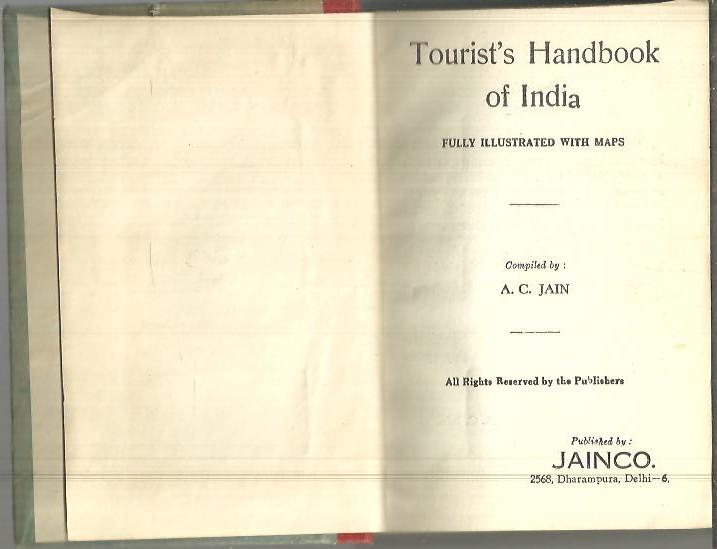 Tourist's Handbook
of India
FULLY ILLUSTRATED WITH MAPS
Compiled by :
A. C. JAIN
All Rights Reserved by the Publishers
Published by :
JAINCO.
2568, Dharampura, Delhi—6.